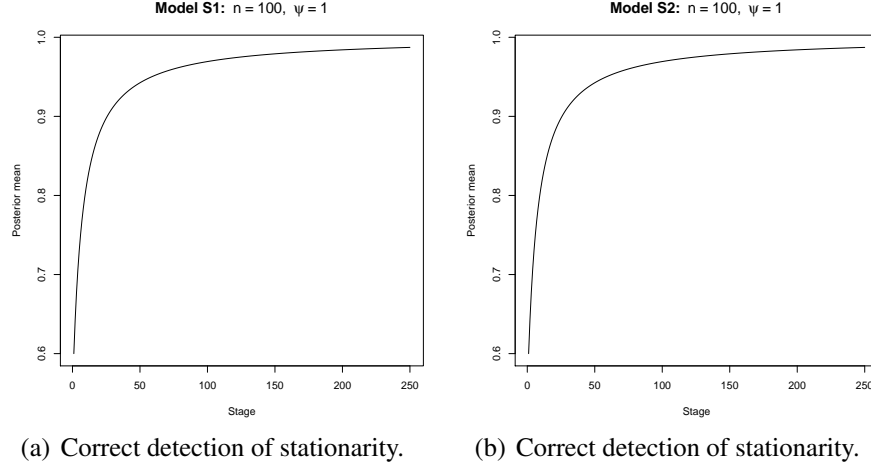 Model S1: n = 100, ψ = 1
Posterior mean
1.0
0.9
0.8
0.7
0.6
0 50 100 150 200 250
Stage
(a) Correct detection of stationarity.
Model S2: n = 100, ψ = 1
Posterior mean
1.0
0.9
0.8
0.7
0.6
0 50 100 150 200 250
Stage
(b) Correct detection of stationarity.